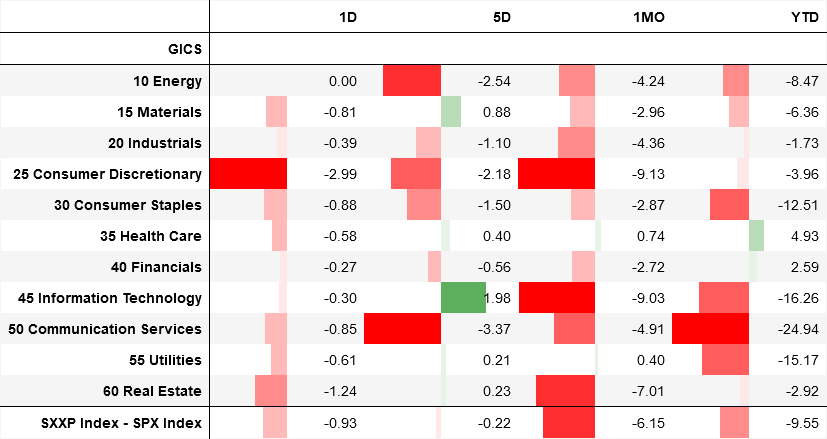 1D 5D 1MO YTD
GICS
10 Energy 0.00 -2.54 -4.24 -8.47
15 Materials -0.81 0.88 -2.96 -6.36
20 Industrials -0.39 -1.10 -4.36 -1.73
25 Consumer Discretionary -2.99 -2.18 -9.13 -3.96
30 Consumer Staples -0.88 -1.50 -2.87 -12.51
35 Health Care -0.58 0.40 0.74 4.93
40 Financials -0.27 -0.56 -2.72 2.59
45 Information Technology -0.30 1.98 -9.03 -16.26
50 Communication Services -0.85 -3.37 -4.91 -24.94
55 Utilities -0.61 0.21 0.40 -15.17
60 Real Estate -1.24 0.23 -7.01 -2.92
SXXP Index - SPX Index -0.93 -0.22 -6.15 -9.55